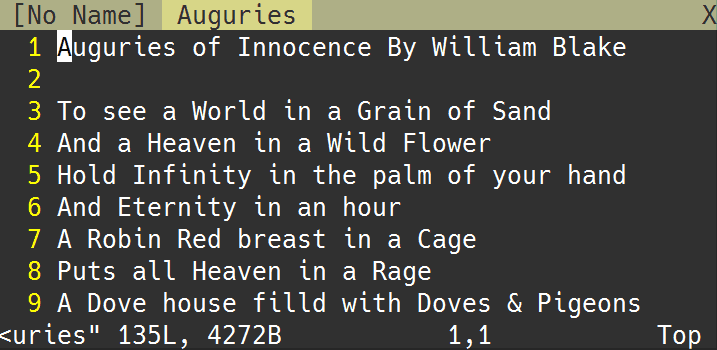 [No Name] Auguries X
1 Auguries of Innocence By William Blake
2
3 To see a World in a Grain of Sand
4 And a Heaven in a Wild Flower
5 Hold Infinity in the palm of your hand
6 And Eternity in an hour
7 A Robin Red breast in a Cage
8 Puts all Heaven in a Rage
9 A Dove house filld with Doves & Pigeons
<uries" 135L, 4272B 1,1 Top